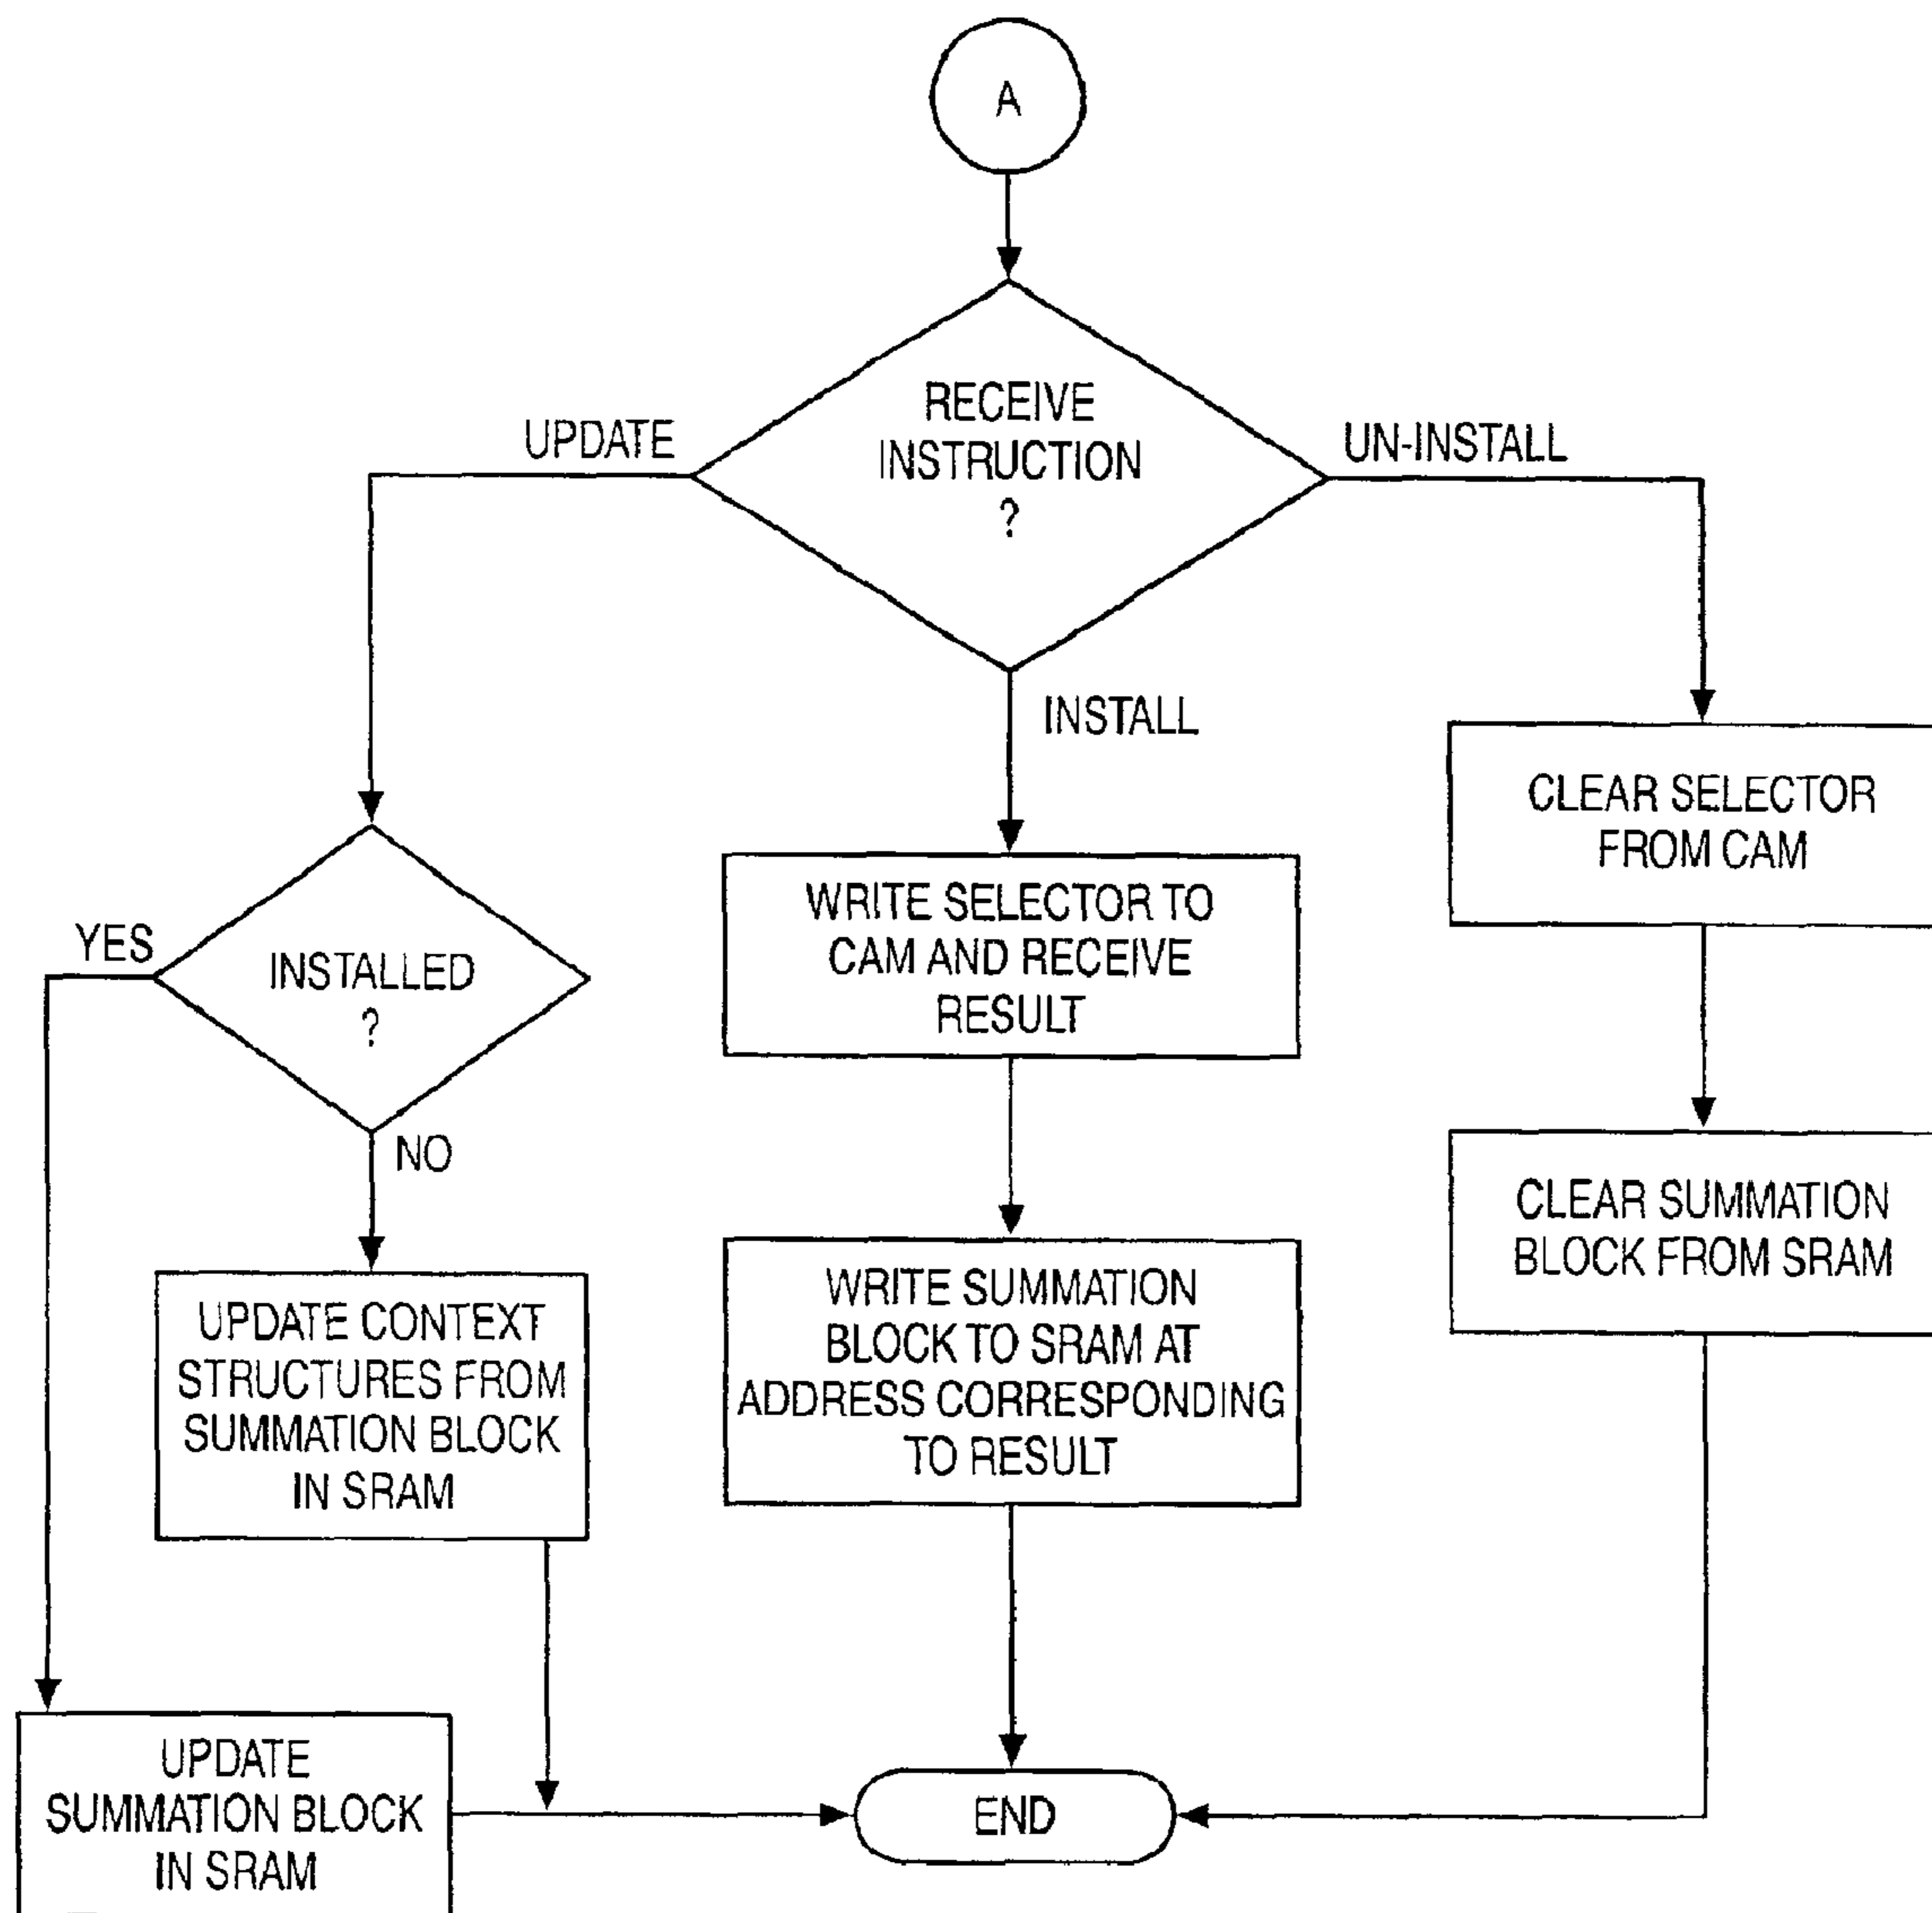 A
RECEIVE
INSTRUCTION
?
UPDATE
UN-INSTALL
INSTALL
CLEAR SELECTOR
FROM CAM
WRITE SELECTOR TO
CAM AND RECEIVE
RESULT
YES
INSTALLED
?
NO
CLEAR SUMMATION
BLOCK FROM SRAM
UPDATE CONTEXT
STRUCTURES FROM
SUMMATION BLOCK
IN SRAM
WRITE SUMMATION
BLOCK TO SRAM AT
ADDRESS CORRESPONDING
TO RESULT
UPDATE
SUMMATION BLOCK
IN SRAM
END